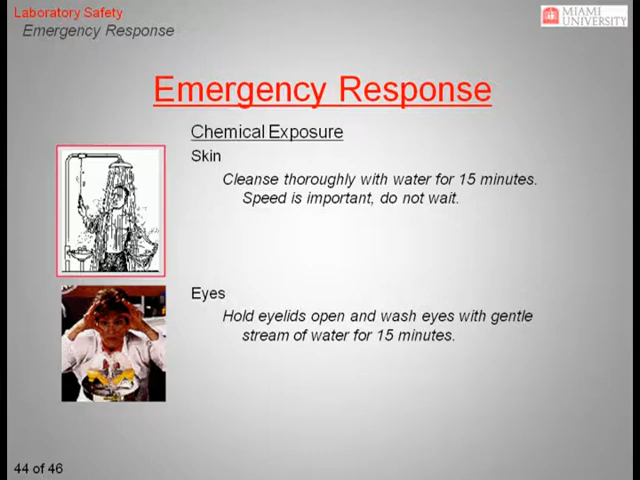 Laboratory Safety
Emergency Response
MIAMI
UNIVERSITY
Emergency Response
Chemical Exposure
Skin
Cleanse thoroughly with water for 15 minutes.
Speed is important, do not wait.
Eyes
Hold eyelids open and wash eyes with gentle
stream of water for 15 minutes.
44 of 46